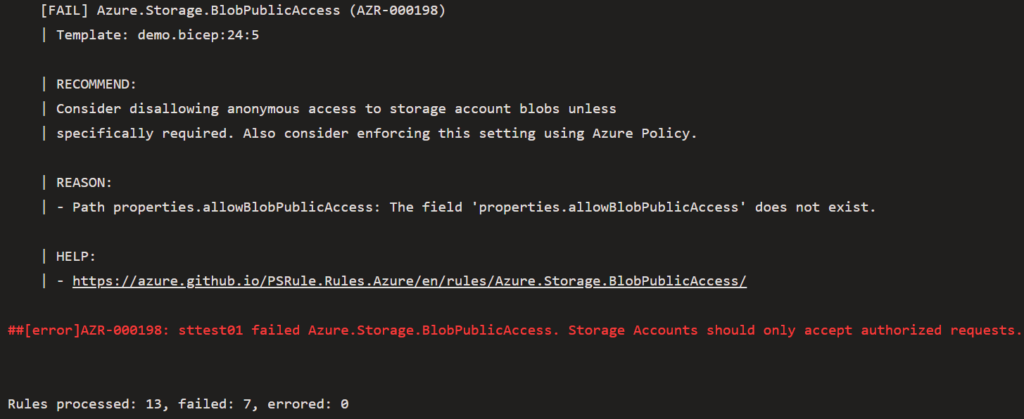 [FAIL] Azure.Storage.BlobPublicAccess (AZR-000198)
| Template: demo.bicep:24:5
| RECOMMEND:
| Consider disallowing anonymous access to storage account blobs unless
| specifically required. Also consider enforcing this setting using Azure Policy.
| REASON:
| - Path properties.allowBlobPublicAccess: The field 'properties.allowBlobPublicAccess' does not exist.
| HELP:
| - https://azure.github.io/PSRule.Rules.Azure/en/rules/Azure.Storage.BlobPublicAccess/
##[error]AZR-000198: sttest01 failed Azure.Storage.BlobPublicAccess. Storage Accounts should only accept authorized requests.
Rules processed: 13, failed: 7, errored: 0